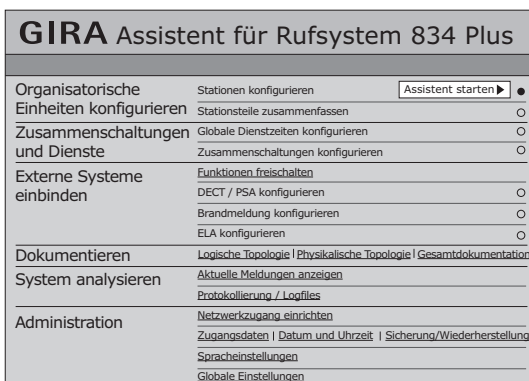 GIRA Assistent für Rufsystem 834 Plus
Organisatorische
Einheiten konfigurieren
Stationen konfigurieren
Assistent starten
Stationsteile zusammenfassen
Zusammenschaltungen
und Dienste
Globale Dienstzeiten konfigurieren
Zusammenschaltungen konfigurieren
Externe Systeme
einbinden
Funktionen freischalten
DECT / PSA konfigurieren
Brandmeldung konfigurieren
ELA konfigurieren
Dokumentieren
Logische Topologie | Physikalische Topologie | Gesamtdokumentation
System analysieren
Aktuelle Meldungen anzeigen
Protokollierung / Logfiles
Administration
Netzwerkzugang einrichten
Zugangsdaten | Datum und Uhrzeit | Sicherung/Wiederherstellung
Spracheinstellungen
Globale Einstellungen